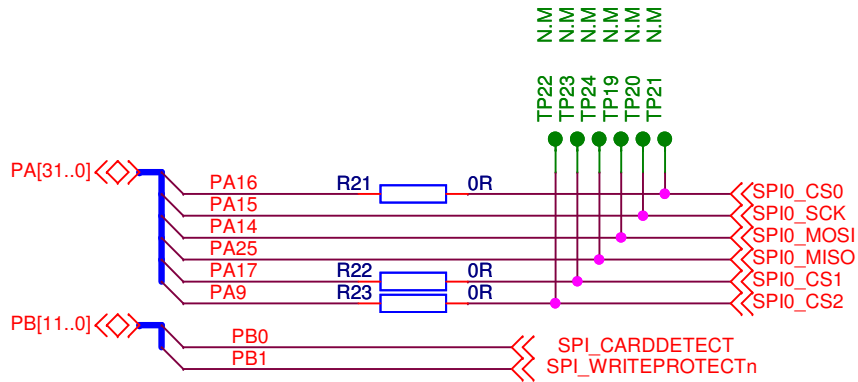 N.M N.M N.M N.M N.M N.M
TP22 TP23 TP24 TP19 TP20 TP21
PA[31..0]
PA16 R21 0R SPI0_CS0
PA15 SPI0_SCK
PA14 SPI0_MOSI
PA25 SPI0_MISO
PA17 R22 0R SPI0_CS1
PA9 R23 0R SPI0_CS2
PB[11..0]
PB0 SPI_CARDDETECT
PB1 SPI_WRITEPROTECTn